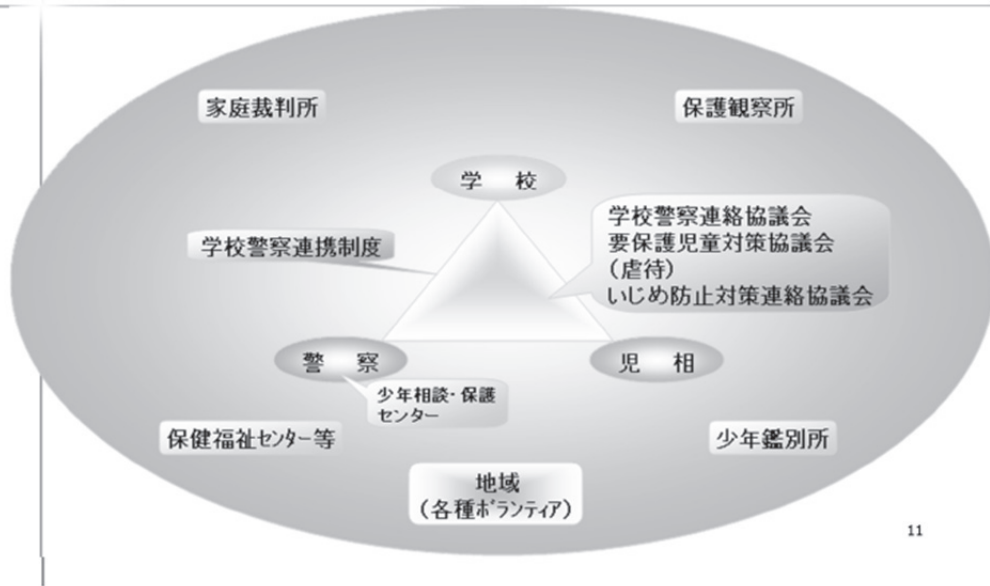 家庭裁判所
保護観察所
学　校
学校警察連携制度
学校警察連絡協議会
要保護児童対策協議会
（虐待）
いじめ防止対策連絡協議会
警　察
児　相
少年相談・保護
センター
保健福祉ｾﾝﾀｰ等
少年鑑別所
地域
（各種ﾎﾞﾗﾝﾃｨｱ）
11